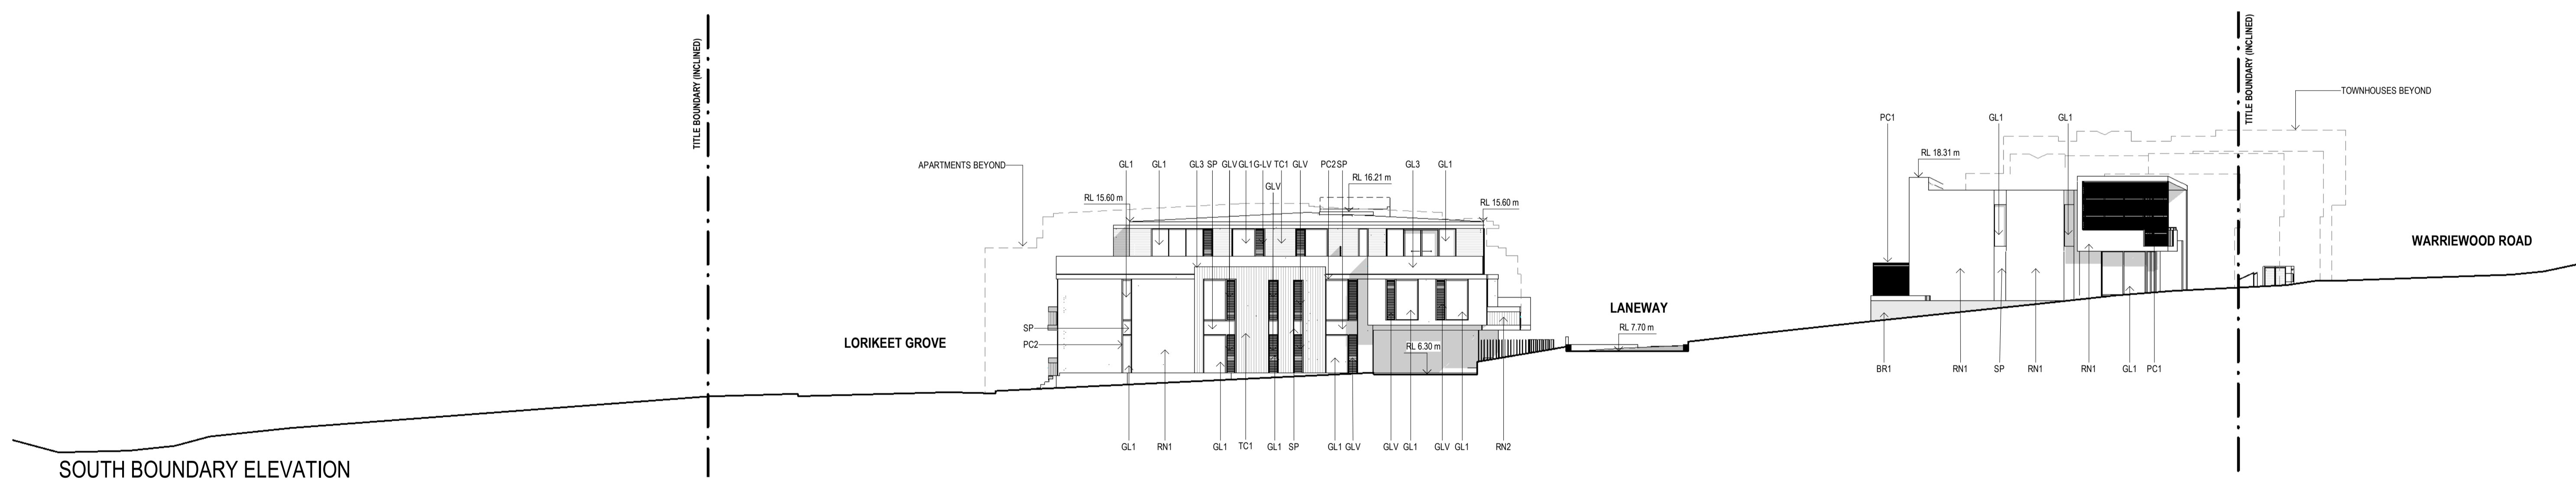 TITLE BOUNDARY (INCLINED)
TITLE BOUNDARY (INCLINED)
TOWNHOUSES BEYOND
PC1
GL1
GL1
RL 18.31 m
APARTMENTS BEYOND
GL1
GL1
GL3
SP
GLV
GL1
G-LV
TC1
GLV
PC2
SP
GL3
GL1
GLV
RL 16.21 m
RL 15.60 m
RL 15.60 m
WARRIEWOOD ROAD
LANEWAY
SP
RL 7.70 m
LORIKEET GROVE
PC2
RL 6.30 m
BR1
RN1
SP
RN1
RN1
GL1
PC1
GL1
RN1
GL1
TC1
GL1
SP
GL1
GLV
GLV
GL1
GLV
GL1
RN2
SOUTH BOUNDARY ELEVATION